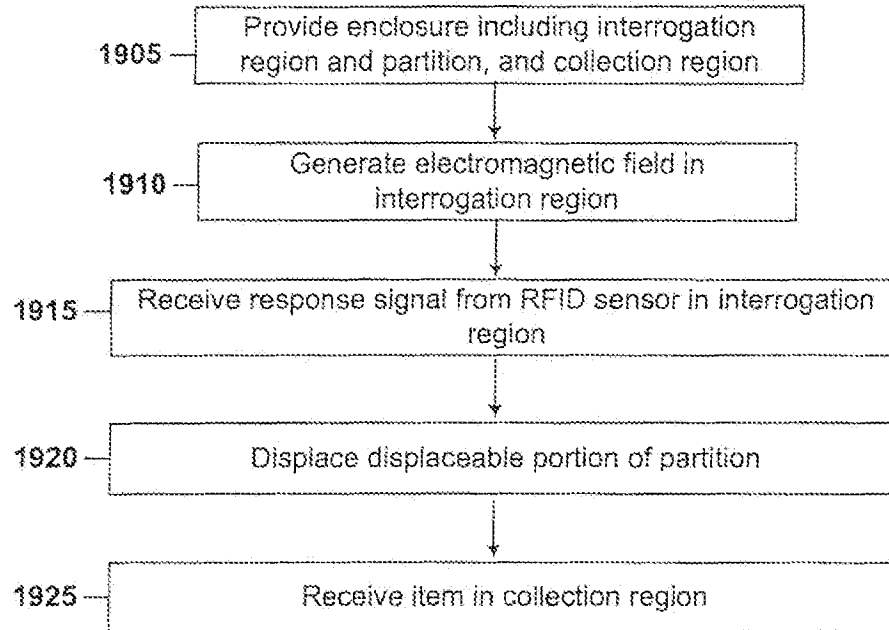 Provide enclosure including interrogation
1905
region and partition, and collection region
Generate electromagnetic field in
1910
interrogation region
1915
Receive response signal from RFID sensor in interrogation
region
1920
Displace displaceable portion of partition
1925
Receive item in collection region